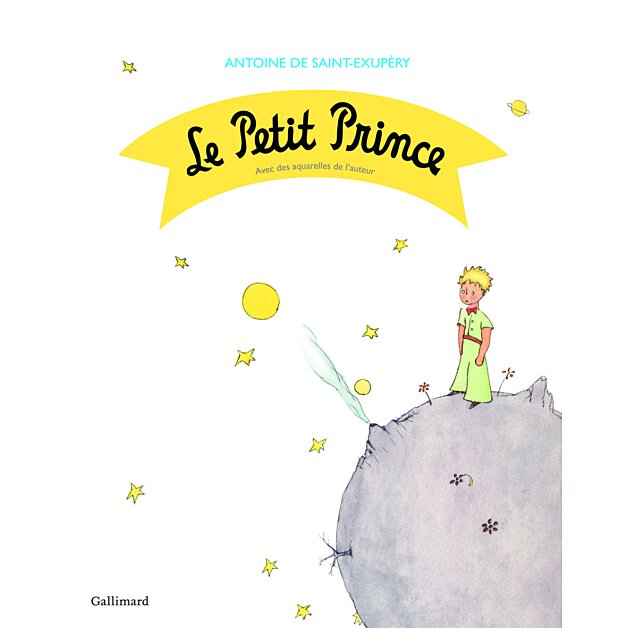 ANTOINE DE SAINT-EXUPÉRY
Le Petit Prince
Avec des aquarelles de l'auteur
Gallimard